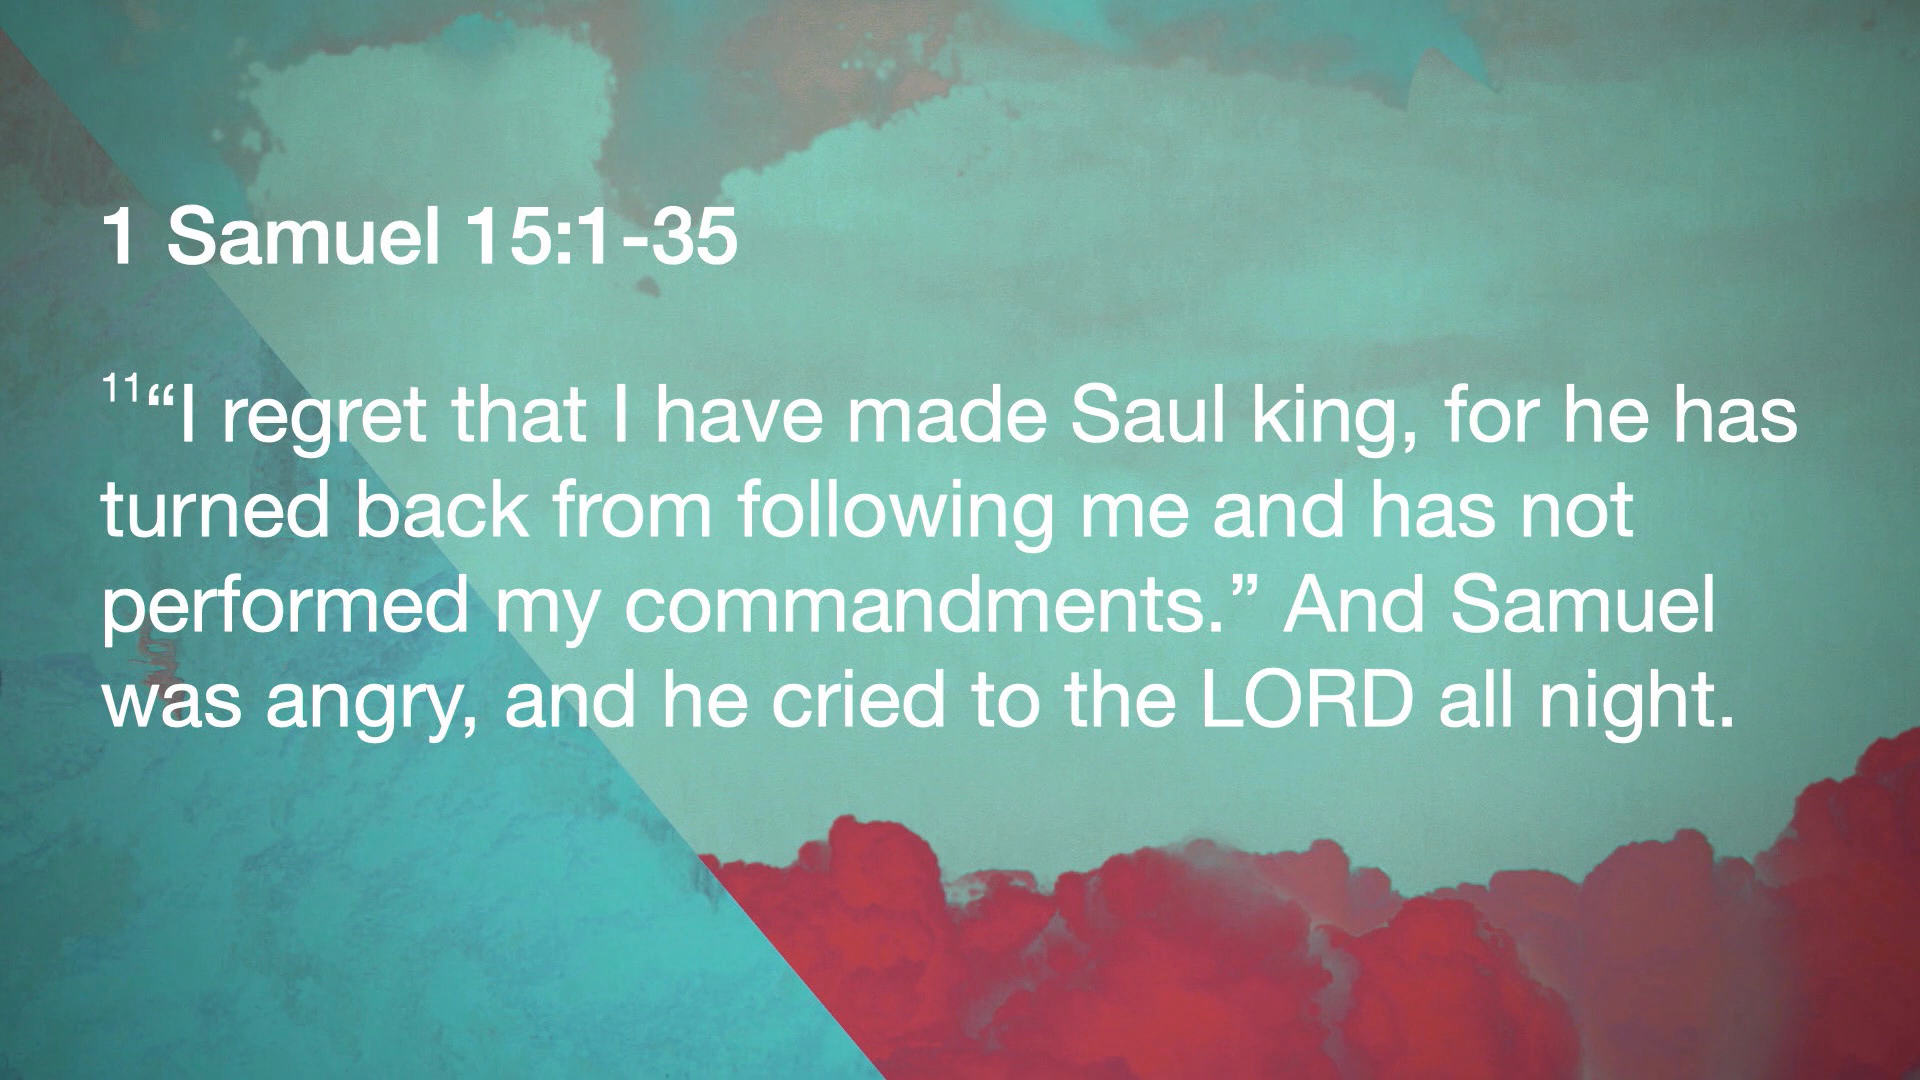 1 Samuel 15:1-35
11“I regret that I have made Saul king, for he has
turned back from following me and has not
performed my commandments.” And Samuel
was angry, and he cried to the LORD all night.